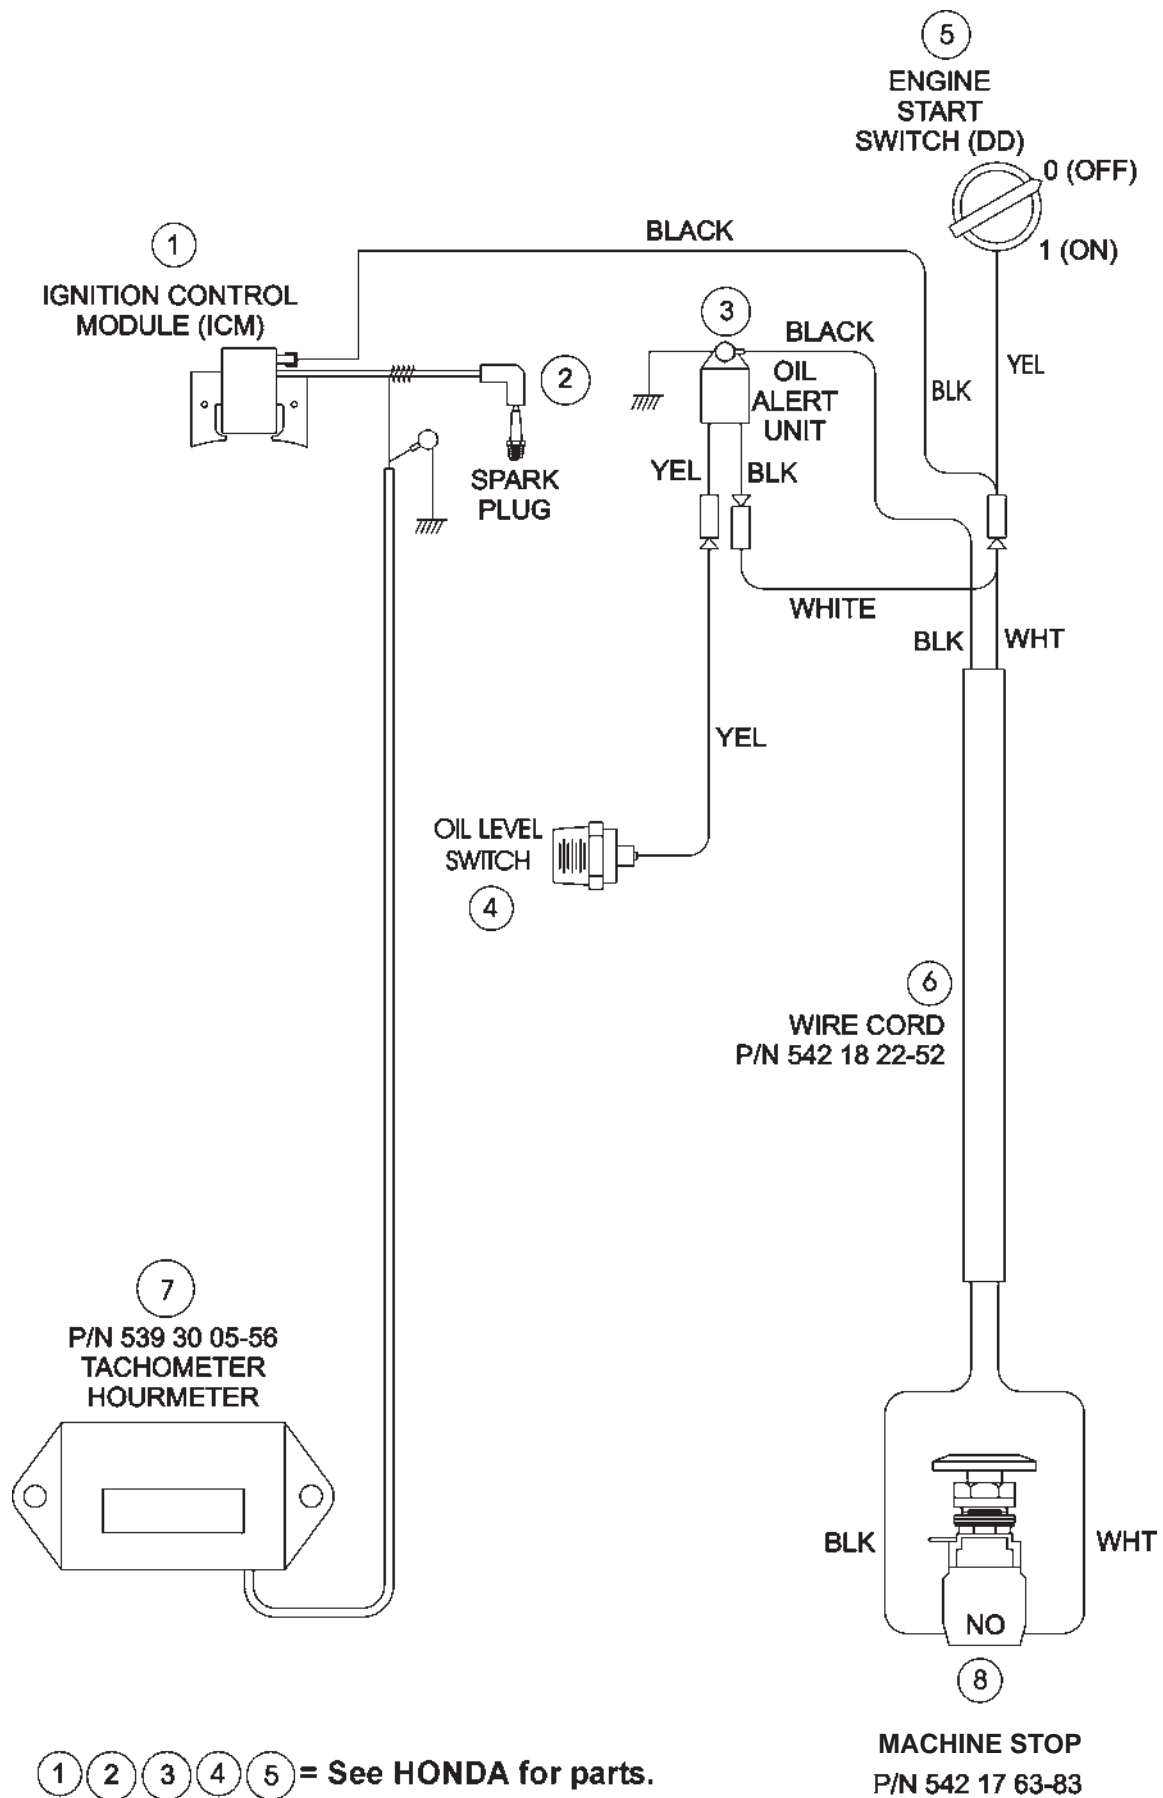 5
ENGINE
START
SWITCH (DD)
0 (OFF)
1 (ON)
BLACK
1
IGNITION CONTROL
MODULE (ICM)
3
BLACK
OIL
ALERT
UNIT
2
YEL
BLK
YEL
BLK
SPARK
PLUG
WHITE
BLK
WHT
YEL
OIL LEVEL
SWITCH
4
6
WIRE CORD
P/N 542 18 22-52
7
P/N 539 30 05-56
TACHOMETER
HOURMETER
BLK
WHT
NO
8
MACHINE STOP
P/N 542 17 63-83
1 2 3 4 5 = See HONDA for parts.